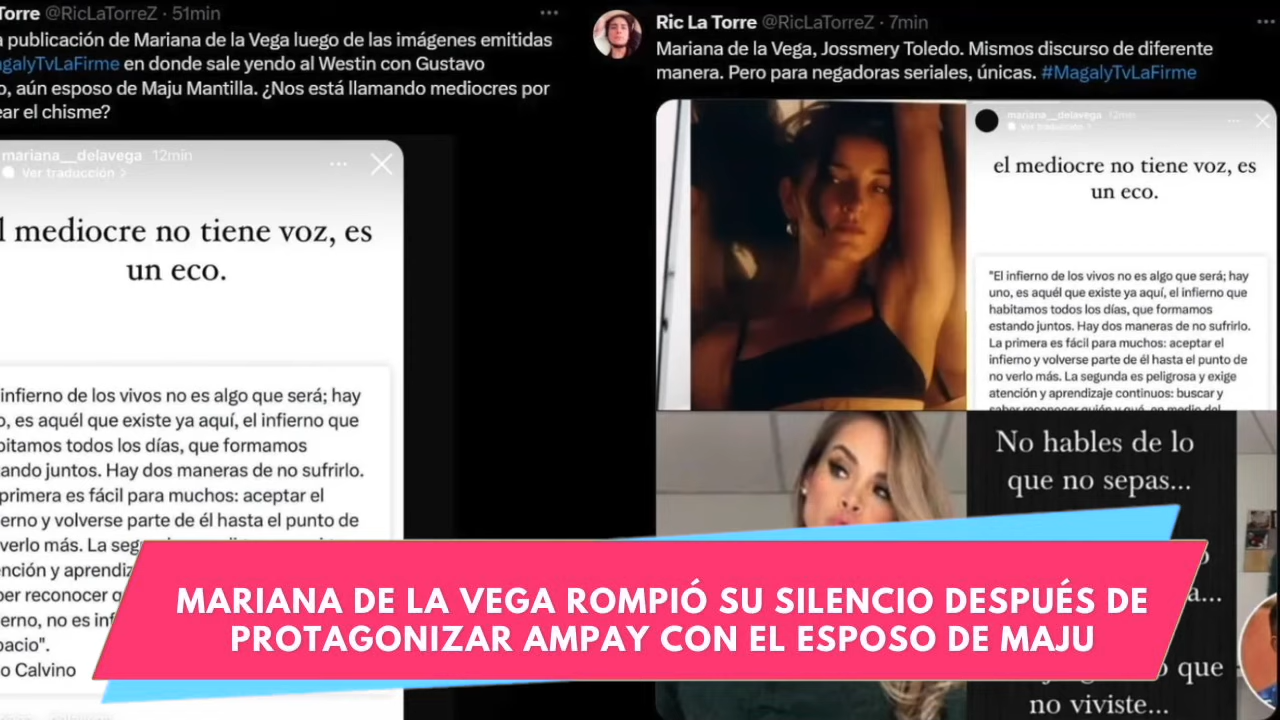 Torre @RicLaTorreZ · 51min
a publicación de Mariana de la Vega luego de las imágenes emitidas
agalyTvLaFirme en donde sale yendo al Westin con Gustavo
o, aún esposo de Maju Mantilla. ¿Nos está llamando mediocres por
ear el chisme?
mariana__delavega 12min
Ver traducción >
l mediocre no tiene voz, es
un eco.
infierno de los vivos no es algo que será; hay
o, es aquél que existe ya aquí, el infierno que
bitamos todos los días, que formamos
ando juntos. Hay dos maneras de no sufrirlo.
primera es fácil para muchos: aceptar el
erno y volverse parte de él hasta el punto de
verlo más. La seg
nción y aprendiz
ber reconocer q
erno, no es inf
pacio".
o Calvino
Ric La Torre @RicLaTorreZ · 7min
Mariana de la Vega, Jossmery Toledo. Mismos discurso de diferente
manera. Pero para negadoras seriales, únicas. #MagalyTvLaFirme
mariana__delavega 12min
Ver traducción >
el mediocre no tiene voz, es
un eco.
"El infierno de los vivos no es algo que será; hay
uno, es aquél que existe ya aquí, el infierno que
habitamos todos los días, que formamos
estando juntos. Hay dos maneras de no sufrirlo.
La primera es fácil para muchos: aceptar el
infierno y volverse parte de él hasta el punto de
no verlo más. La segunda es peligrosa y exige
atención y aprendizaje continuos: buscar y
saber reconocer quién y qué, en medio del
No hables de lo
que no sepas...
a...
que
no viviste...
MARIANA DE LA VEGA ROMPIÓ SU SILENCIO DESPUÉS DE
PROTAGONIZAR AMPAY CON EL ESPOSO DE MAJU